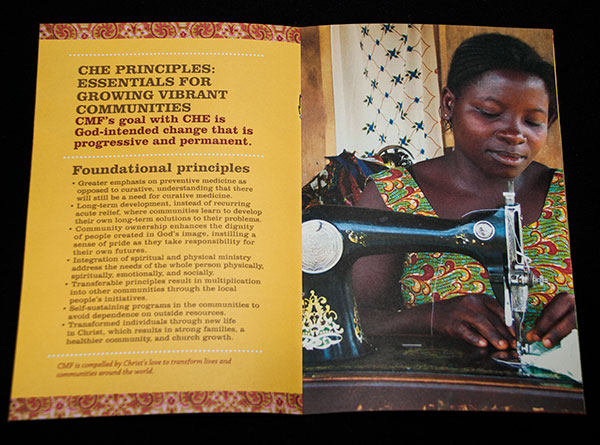 CHE PRINCIPLES:
ESSENTIALS FOR
GROWING VIBRANT
COMMUNITIES
CMF's goal with CHE is
God-intended change that is
progressive and permanent.
Foundational principles
• Greater emphasis on preventive medicine as
opposed to curative, understanding that there
will still be a need for curative medicine.
• Long-term development, instead of recurring
acute relief, where communities learn to develop
their own long-term solutions to their problems.
• Community ownership enhances the dignity
of people created in God's image, instilling a
sense of pride as they take responsibility for
their own futures.
• Integration of spiritual and physical ministry
address the needs of the whole person physically,
spiritually, emotionally, and socially.
• Transferable principles result in multiplication
into other communities through the local
people's initiatives.
• Self-sustaining programs in the communities to
avoid dependence on outside resources.
• Transformed individuals through new life
in Christ, which results in strong families, a
healthier community, and church growth.
CMF is compelled by Christ's love to transform lives and
communities around the world.